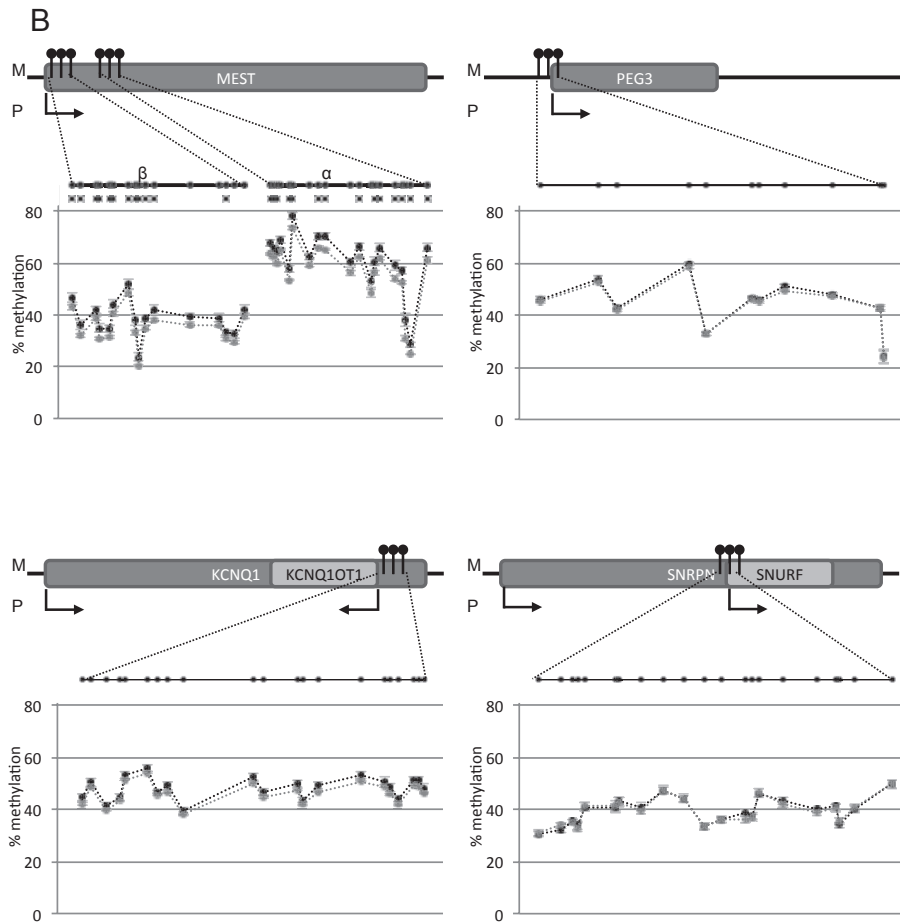 B
M MEST
P
β α
% methylation
80
60
40
20
0
M PEG3
P
% methylation
80
60
40
20
0
M KCNQ1 KCNQ1OT1
P
% methylation
80
60
40
20
0
M SNRPN SNURF
P
% methylation
80
60
40
20
0